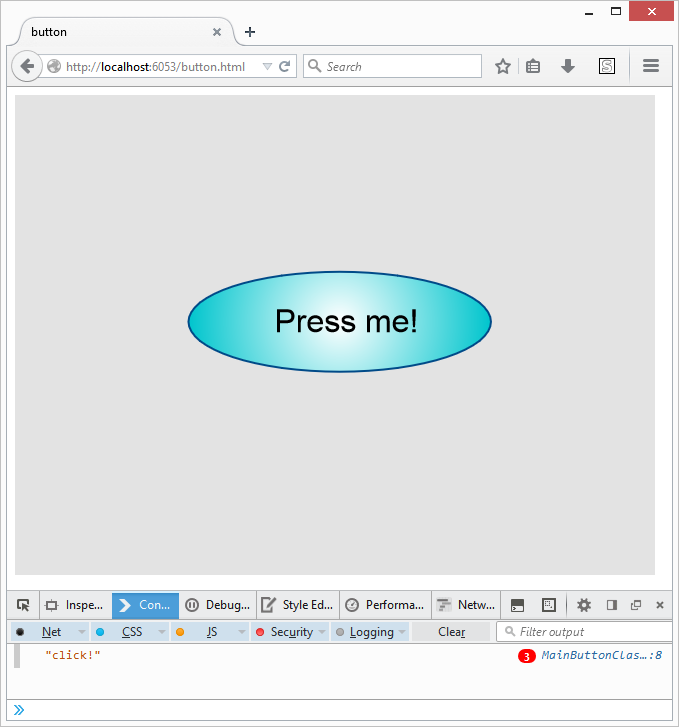 button
http://localhost:6053/button.html
Search
S
Press me!
Inspe...
Con...
Debug...
Style Ed...
Performa...
Netw...
Net
CSS
JS
Security
Logging
Clear
Filter output
"click!"
3
MainButtonClas…:8